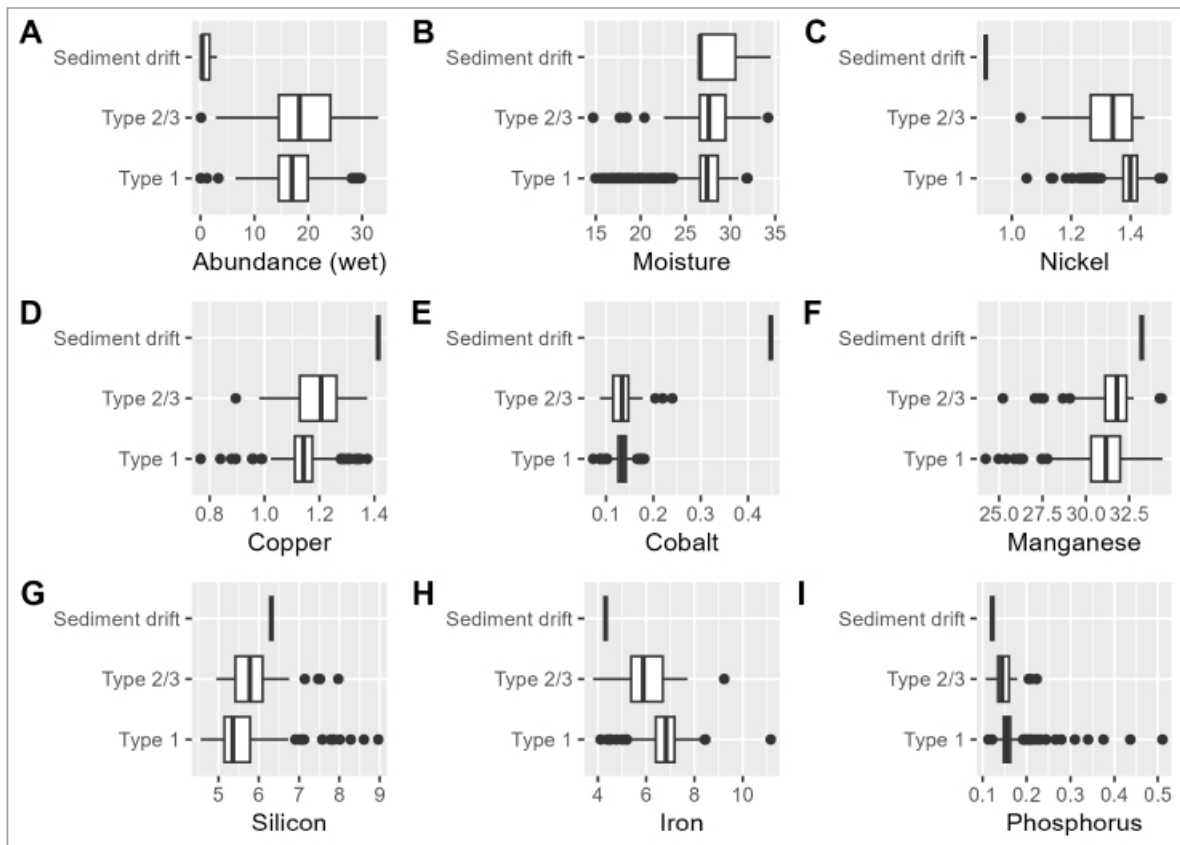 A
B
C
Sediment drift
Type 2/3
Type 1
0 10 20 30
Abundance (wet)
Sediment drift
Type 2/3
Type 1
15 20 25 30 35
Moisture
Sediment drift
Type 2/3
Type 1
1.0 1.2 1.4
Nickel
D
E
F
Sediment drift
Type 2/3
Type 1
0.8 1.0 1.2 1.4
Copper
Sediment drift
Type 2/3
Type 1
0.1 0.2 0.3 0.4
Cobalt
Sediment drift
Type 2/3
Type 1
25.0 27.5 30.0 32.5
Manganese
G
H
I
Sediment drift
Type 2/3
Type 1
5 6 7 8 9
Silicon
Sediment drift
Type 2/3
Type 1
4 6 8 10
Iron
Sediment drift
Type 2/3
Type 1
0.1 0.2 0.3 0.4 0.5
Phosphorus